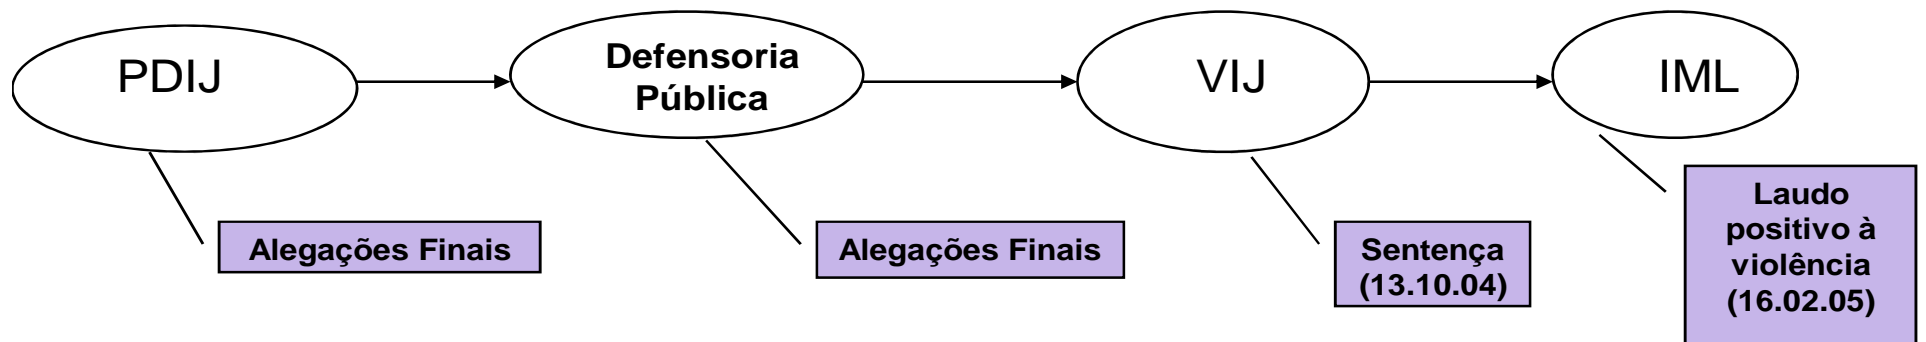 PDIJ
Defensoria
Pública
VIJ
IML
Alegações Finais
Alegações Finais
Sentença
(13.10.04)
Laudo
positivo à
violência
(16.02.05)